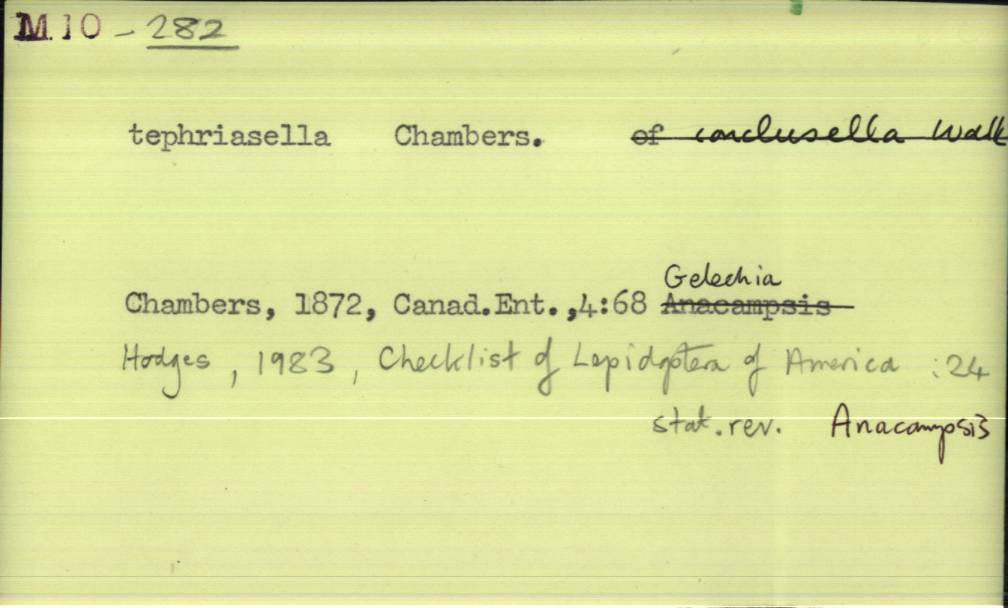 M.10 - 282
tephriasella Chambers. of conclusella Walk
Gelechia
Chambers, 1872, Canad.Ent.,4:68 Anacampsis
Hodges, 1983, Checklist of Lepidoptera of America :24
stat.rev. Anacampsis